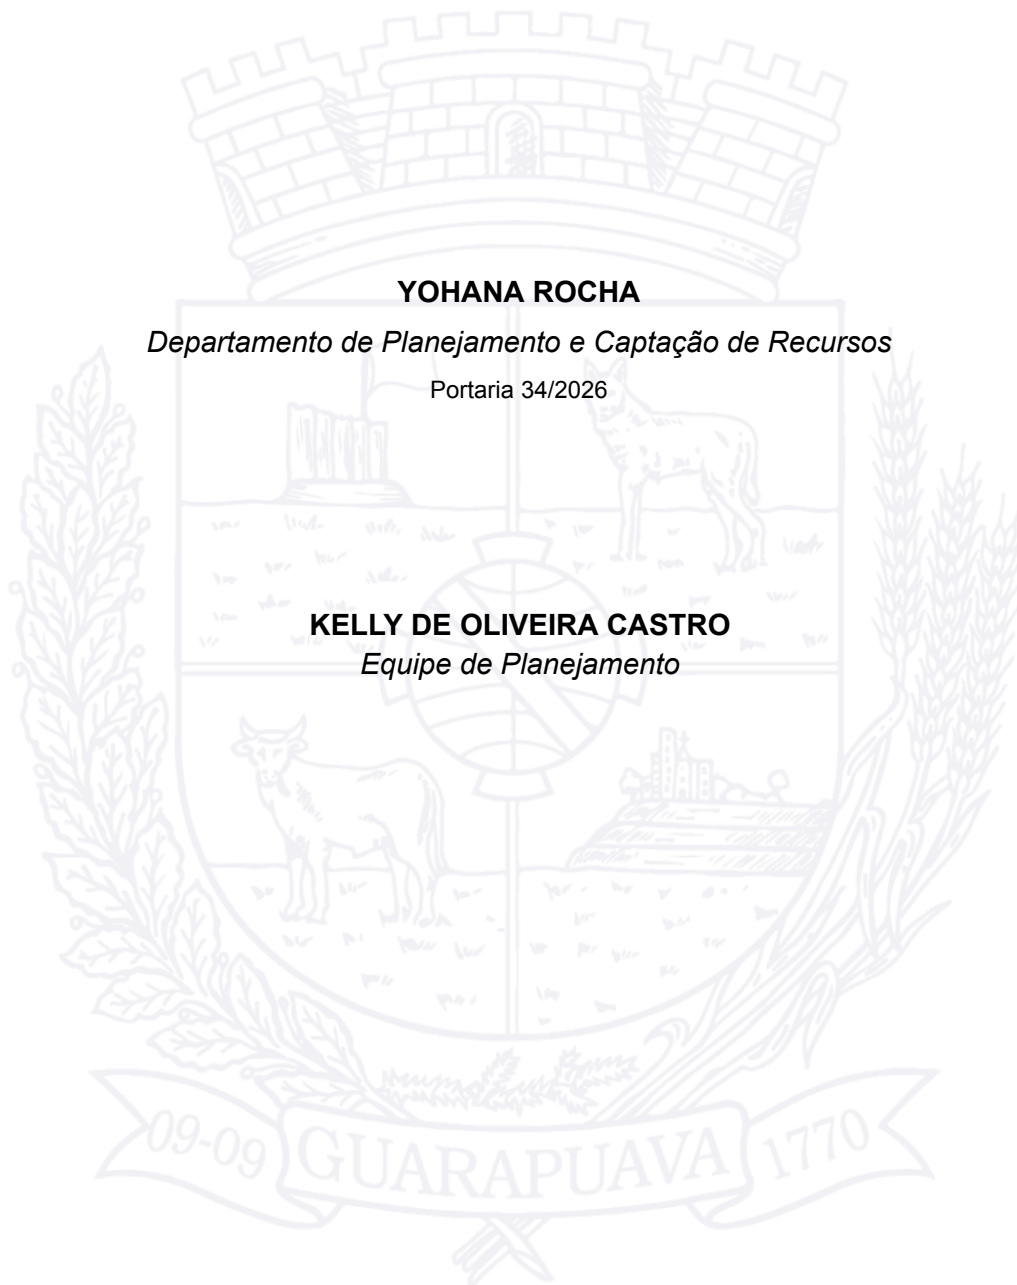 YOHANA ROCHA
Departamento de Planejamento e Captação de Recursos
Portaria 34/2026
KELLY DE OLIVEIRA CASTRO
Equipe de Planejamento
09-09 GUARAPUAVA 1770